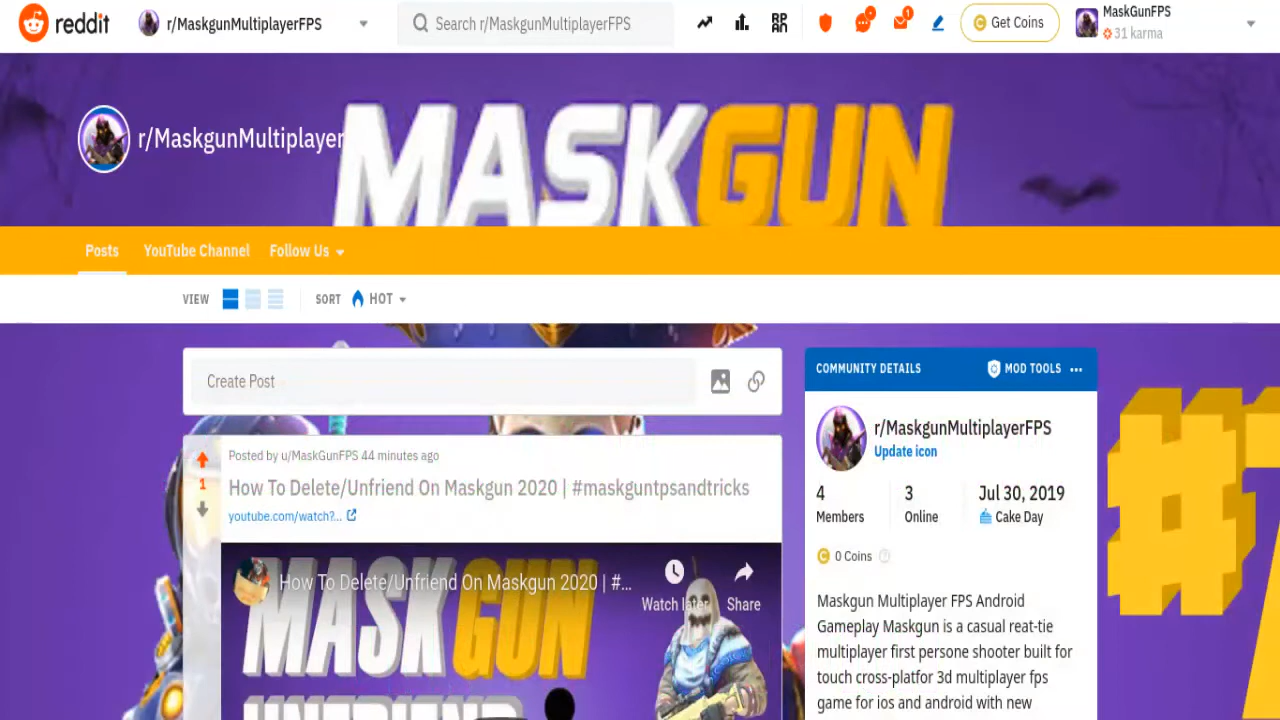 reddit
r/MaskgunMultiplayerFPS
Search r/MaskgunMultiplayerFPS
1
Get Coins
MaskGunFPS
31 karma
r/MaskgunMultiplayer
MASKGUN
Posts
YouTube Channel
Follow Us
VIEW
SORT
HOT
Create Post
Posted by u/MaskGunFPS 44 minutes ago
1
How To Delete/Unfriend On Maskgun 2020 | #maskguntpsandtricks
youtube.com/watch?...
How To Delete/Unfriend On Maskgun 2020 | #...
Watch later
Share
MASKGUN
UNFRIEND
COMMUNITY DETAILS
MOD TOOLS
r/MaskgunMultiplayerFPS
Update icon
4
3
Jul 30, 2019
Members
Online
Cake Day
0 Coins
Maskgun Multiplayer FPS Android
Gameplay Maskgun is a casual reat-tie
multiplayer first persone shooter built for
touch cross-platfor 3d multiplayer fps
game for ios and android with new